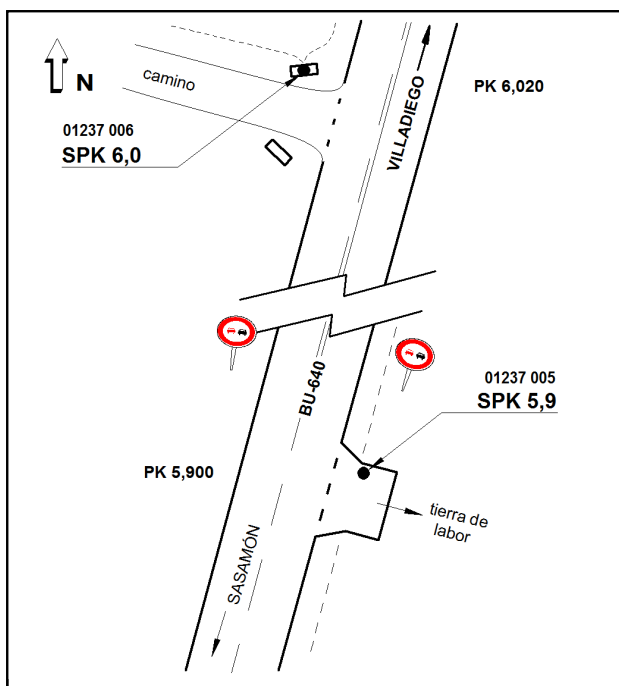 N
camino
PK 6,020
VILLADIEGO
01237 006
SPK 6,0
BU-640
01237 005
SPK 5,9
PK 5,900
tierra de
labor
SASAMÓN